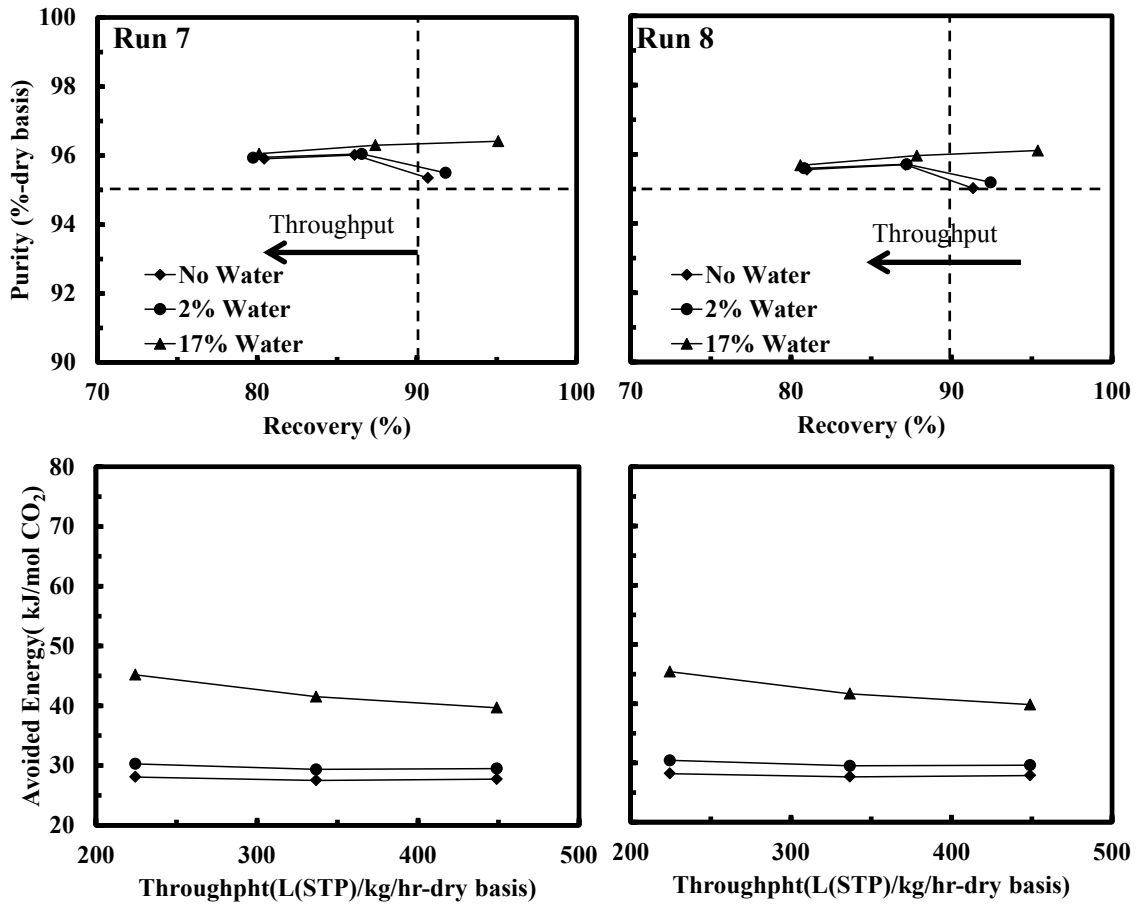 Run 7
Purity (%-dry basis)
100
98
96
94
92
90
Throughput
No Water
2% Water
17% Water
70
80
90
100
Recovery (%)
Run 8
Throughput
No Water
2% Water
17% Water
70
80
90
100
Recovery (%)
Avoided Energy( kJ/mol CO₂)
80
70
60
50
40
30
20
200
300
400
500
Throughpht(L(STP)/kg/hr-dry basis)
200
300
400
500
Throughpht(L(STP)/kg/hr-dry basis)